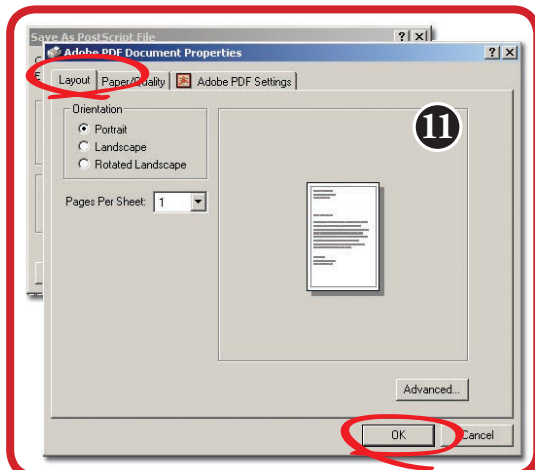 Save As PostScript File
Adobe PDF Document Properties
Layout Paper/Quality Adobe PDF Settings
Orientation
Portrait
Landscape
Rotated Landscape
Pages Per Sheet: 1
11
Advanced...
OK Cancel